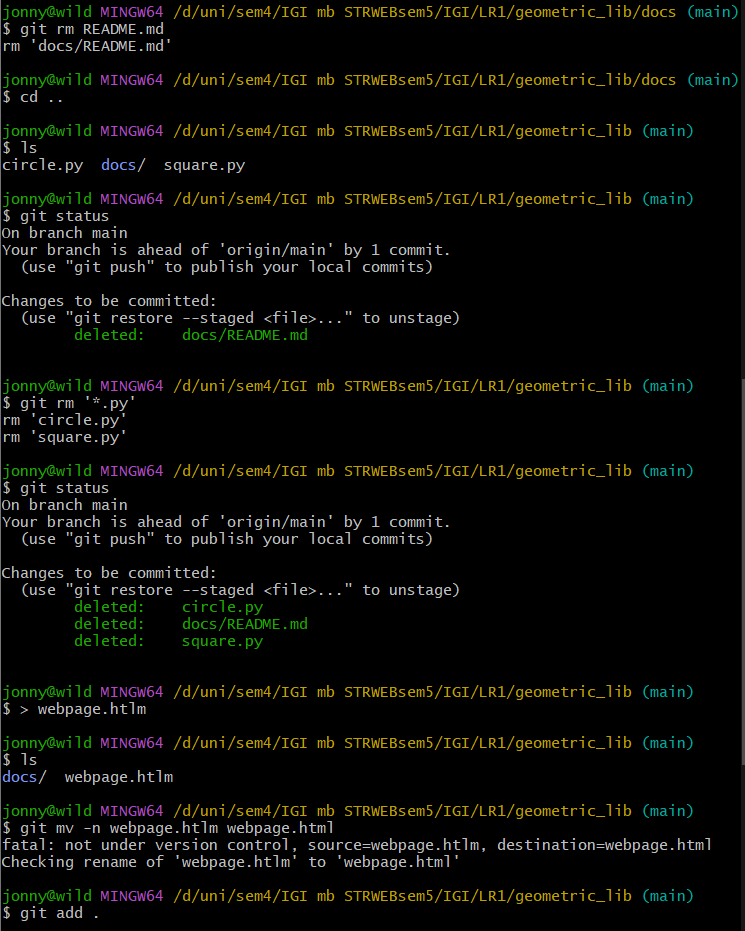 jonny@wild MINGW64 /d/uni/sem4/IGI mb STRWEBsem5/IGI/LR1/geometric_lib/docs (main)
$ git rm README.md
rm 'docs/README.md'
jonny@wild MINGW64 /d/uni/sem4/IGI mb STRWEBsem5/IGI/LR1/geometric_lib/docs (main)
$ cd ..
jonny@wild MINGW64 /d/uni/sem4/IGI mb STRWEBsem5/IGI/LR1/geometric_lib (main)
$ ls
circle.py  docs/  square.py
jonny@wild MINGW64 /d/uni/sem4/IGI mb STRWEBsem5/IGI/LR1/geometric_lib (main)
$ git status
On branch main
Your branch is ahead of 'origin/main' by 1 commit.
  (use "git push" to publish your local commits)
Changes to be committed:
  (use "git restore --staged <file>..." to unstage)
        deleted:    docs/README.md
jonny@wild MINGW64 /d/uni/sem4/IGI mb STRWEBsem5/IGI/LR1/geometric_lib (main)
$ git rm '*.py'
rm 'circle.py'
rm 'square.py'
jonny@wild MINGW64 /d/uni/sem4/IGI mb STRWEBsem5/IGI/LR1/geometric_lib (main)
$ git status
On branch main
Your branch is ahead of 'origin/main' by 1 commit.
  (use "git push" to publish your local commits)
Changes to be committed:
  (use "git restore --staged <file>..." to unstage)
        deleted:    circle.py
        deleted:    docs/README.md
        deleted:    square.py
jonny@wild MINGW64 /d/uni/sem4/IGI mb STRWEBsem5/IGI/LR1/geometric_lib (main)
$ > webpage.htlm
jonny@wild MINGW64 /d/uni/sem4/IGI mb STRWEBsem5/IGI/LR1/geometric_lib (main)
$ ls
docs/  webpage.htlm
jonny@wild MINGW64 /d/uni/sem4/IGI mb STRWEBsem5/IGI/LR1/geometric_lib (main)
$ git mv -n webpage.htlm webpage.html
fatal: not under version control, source=webpage.htlm, destination=webpage.html
Checking rename of 'webpage.htlm' to 'webpage.html'
jonny@wild MINGW64 /d/uni/sem4/IGI mb STRWEBsem5/IGI/LR1/geometric_lib (main)
$ git add .